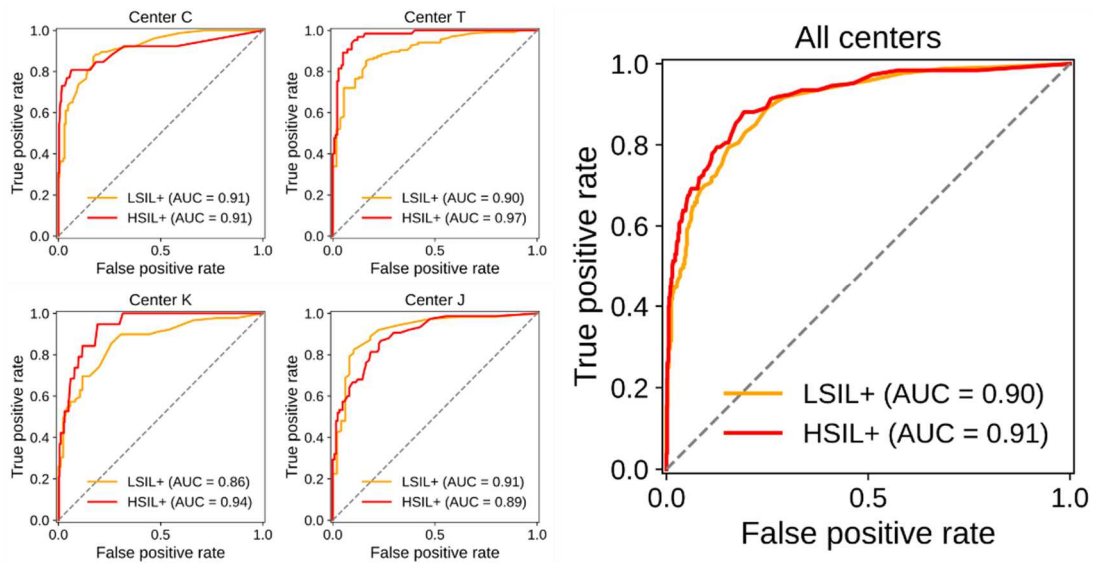 Center C
True positive rate
1.0
0.8
0.6
0.4
0.2
0.0
LSIL+ (AUC = 0.91)
HSIL+ (AUC = 0.91)
0.0 0.5 1.0
False positive rate
Center T
True positive rate
1.0
0.8
0.6
0.4
0.2
0.0
LSIL+ (AUC = 0.90)
HSIL+ (AUC = 0.97)
0.0 0.5 1.0
False positive rate
Center K
True positive rate
1.0
0.8
0.6
0.4
0.2
0.0
LSIL+ (AUC = 0.86)
HSIL+ (AUC = 0.94)
0.0 0.5 1.0
False positive rate
Center J
True positive rate
1.0
0.8
0.6
0.4
0.2
0.0
LSIL+ (AUC = 0.91)
HSIL+ (AUC = 0.89)
0.0 0.5 1.0
False positive rate
All centers
True positive rate
1.0
0.8
0.6
0.4
0.2
0.0
LSIL+ (AUC = 0.90)
HSIL+ (AUC = 0.91)
0.0 0.5 1.0
False positive rate